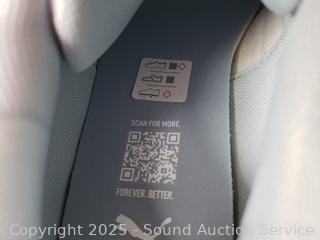 SCAN FOR MORE.
FOREVER. BETTER.
Copyright 2025 - Sound Auction Service